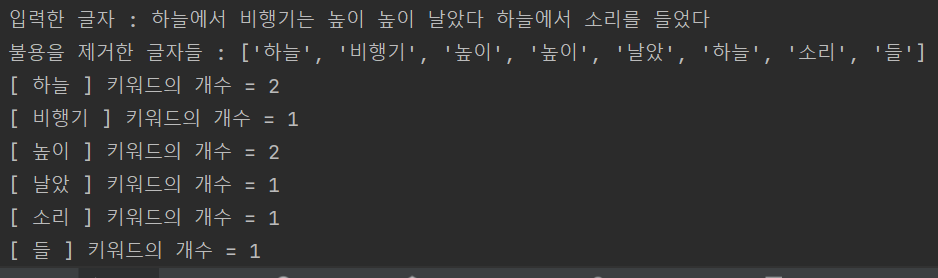 입력한 글자 : 하늘에서 비행기는 높이 높이 날았다 하늘에서 소리를 들었다
불용을 제거한 글자들 : ['하늘', '비행기', '높이', '높이', '날았', '하늘', '소리', '들']
[ 하늘 ] 키워드의 개수 = 2
[ 비행기 ] 키워드의 개수 = 1
[ 높이 ] 키워드의 개수 = 2
[ 날았 ] 키워드의 개수 = 1
[ 소리 ] 키워드의 개수 = 1
[ 들 ] 키워드의 개수 = 1